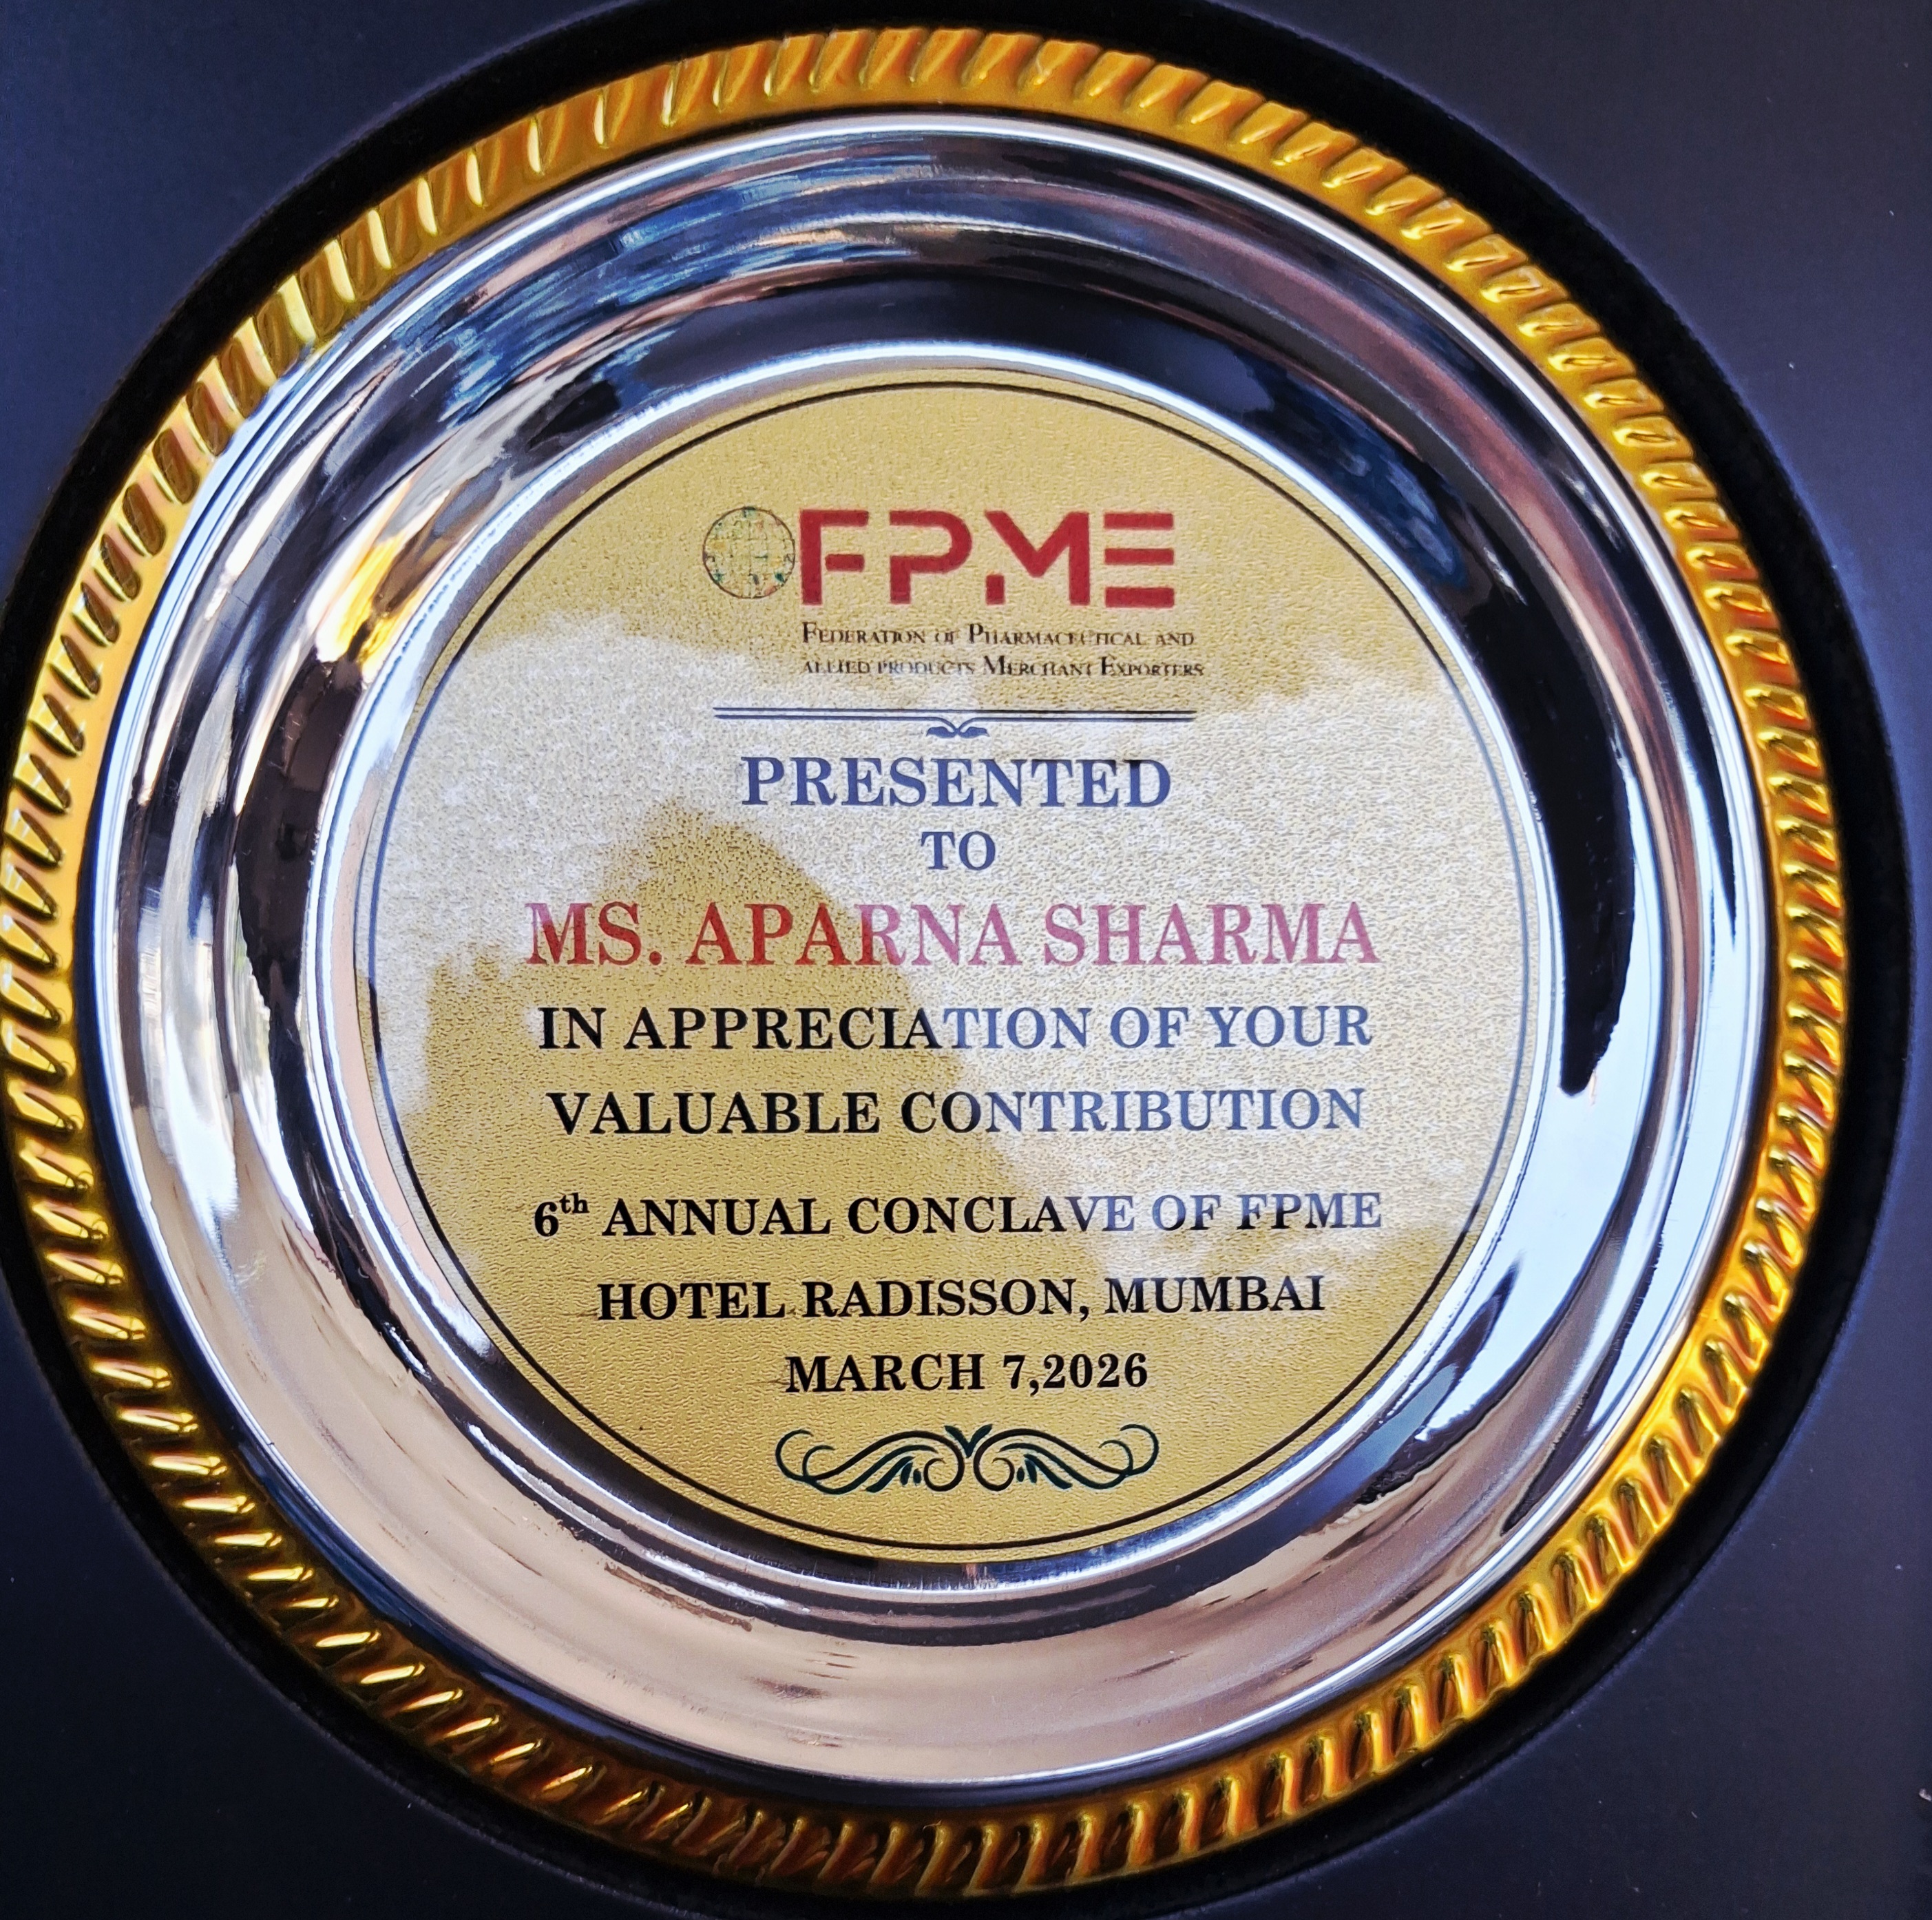 FPME
FEDERATION OF PHARMACEUTICAL AND
ALLIED PRODUCTS MERCHANT EXPORTERS
PRESENTED
TO
MS. APARNA SHARMA
IN APPRECIATION OF YOUR
VALUABLE CONTRIBUTION
6th ANNUAL CONCLAVE OF FPME
HOTEL RADISSON, MUMBAI
MARCH 7,2026